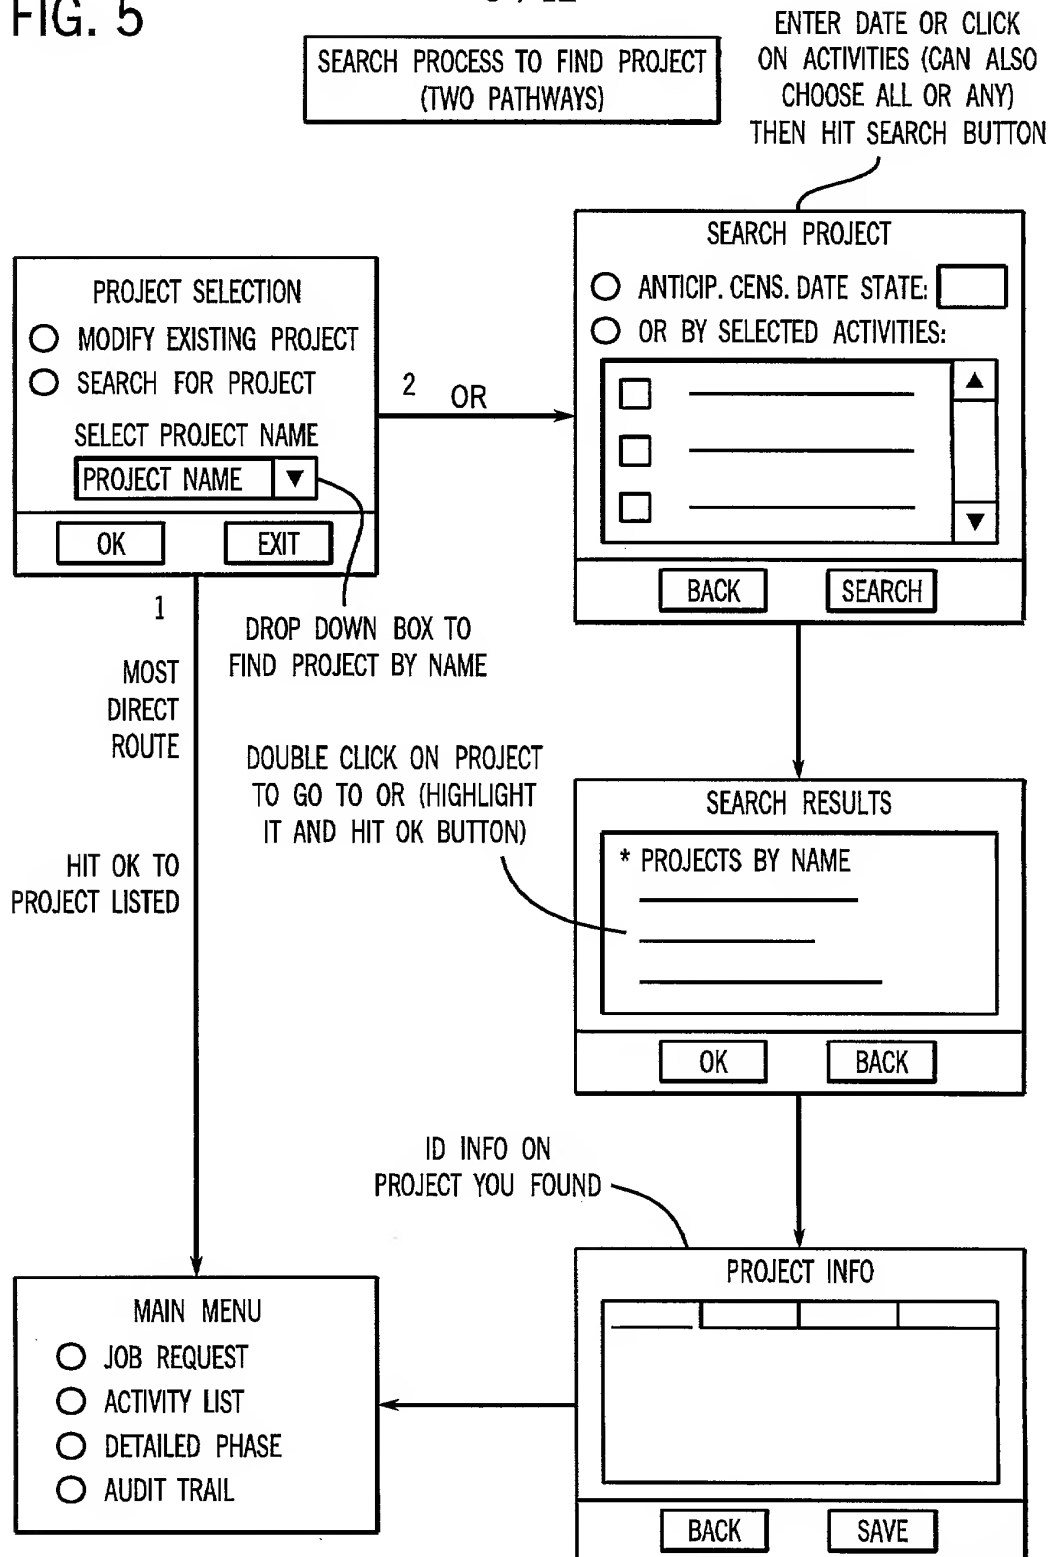 FIG. 5
SEARCH PROCESS TO FIND PROJECT
(TWO PATHWAYS)
ENTER DATE OR CLICK
ON ACTIVITIES (CAN ALSO
CHOOSE ALL OR ANY)
THEN HIT SEARCH BUTTON
PROJECT SELECTION
MODIFY EXISTING PROJECT
SEARCH FOR PROJECT
SELECT PROJECT NAME
PROJECT NAME ▼
OK
EXIT
2 OR
SEARCH PROJECT
ANTICIP. CENS. DATE STATE:
OR BY SELECTED ACTIVITIES:
BACK
SEARCH
1
MOST
DIRECT
ROUTE
HIT OK TO
PROJECT LISTED
DROP DOWN BOX TO
FIND PROJECT BY NAME
DOUBLE CLICK ON PROJECT
TO GO TO OR (HIGHLIGHT
IT AND HIT OK BUTTON)
SEARCH RESULTS
* PROJECTS BY NAME
OK
BACK
ID INFO ON
PROJECT YOU FOUND
PROJECT INFO
BACK
SAVE
MAIN MENU
JOB REQUEST
ACTIVITY LIST
DETAILED PHASE
AUDIT TRAIL